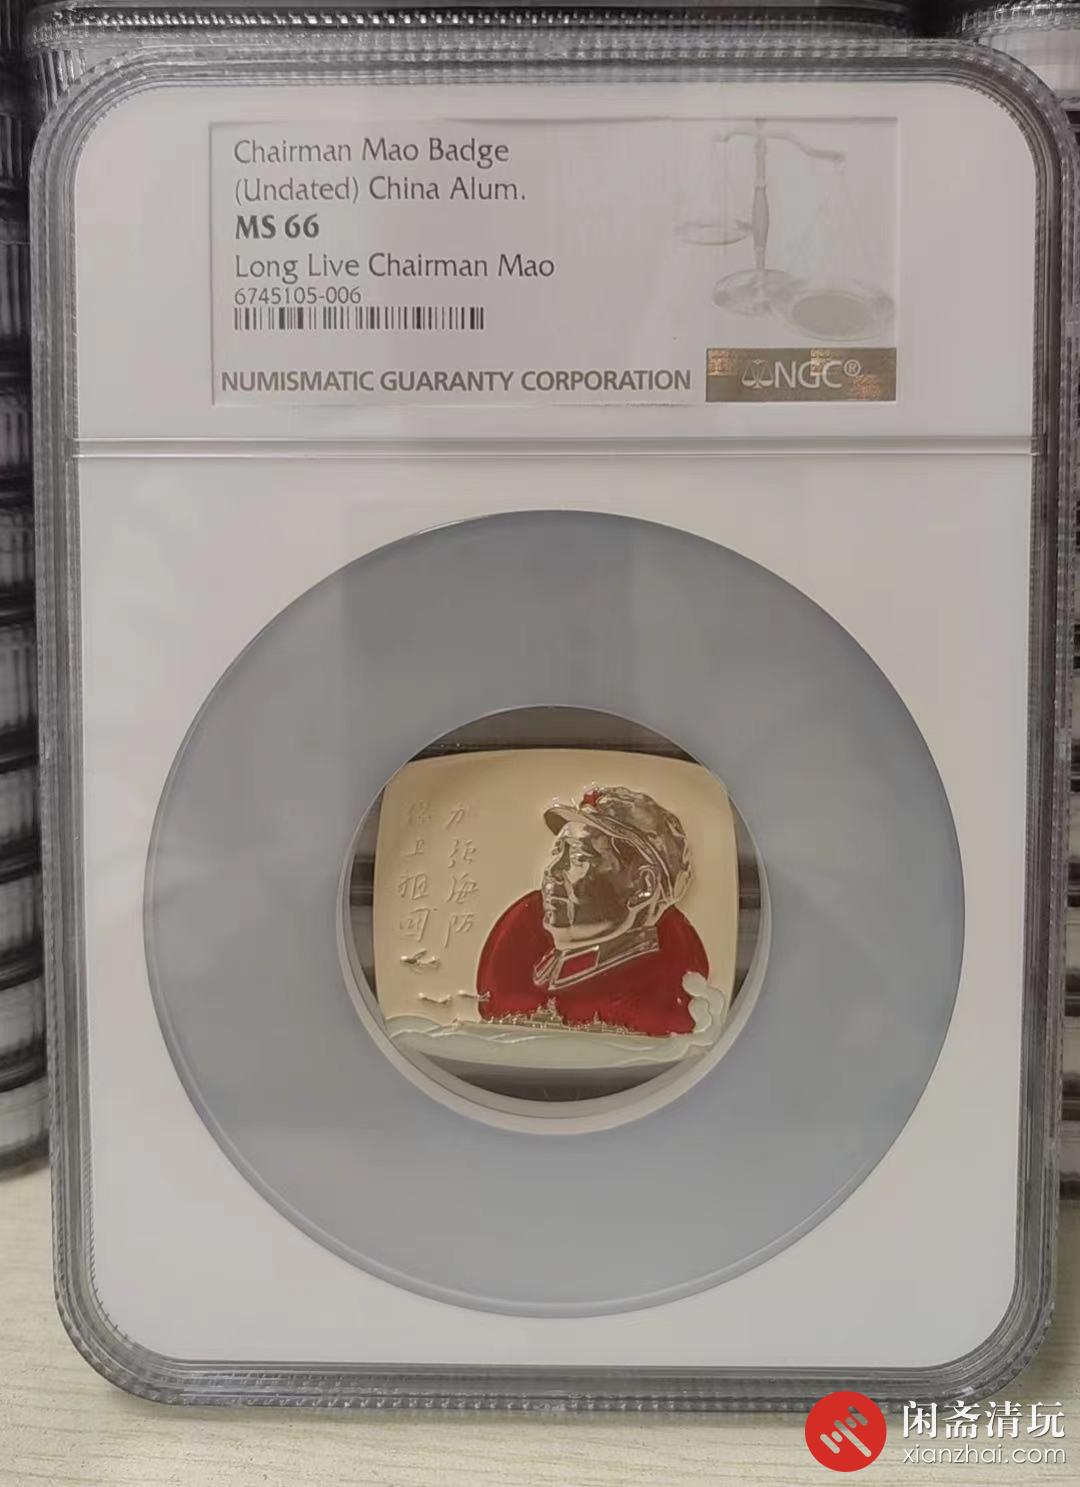 Chairman Mao Badge
(Undated) China Alum.
MS 66
Long Live Chairman Mao
6745105-006
NUMISMATIC GUARANTY CORPORATION
NGC®
加强海防
保卫祖国
闲斋清玩
xianzhai.com